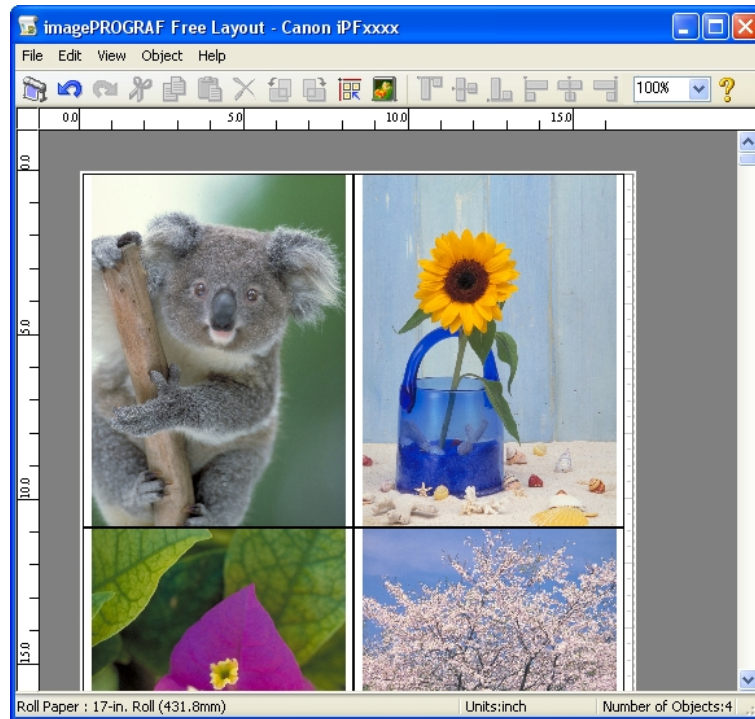 imagePROGRAF Free Layout - Canon iPFxxxx
File Edit View Object Help
100%
0.0 5.0 10.0 15.0
0.0
5.0
10.0
15.0
Roll Paper : 17-in. Roll (431.8mm) Units:inch Number of Objects:4